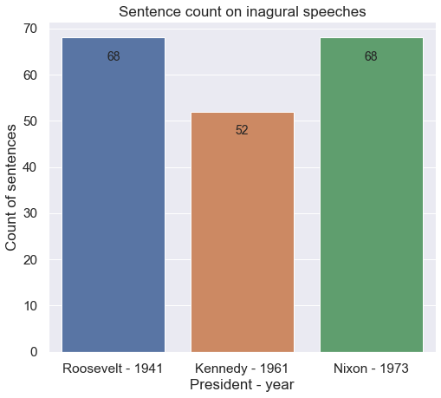 Sentence count on inagural speeches
Count of sentences
70
60
50
40
30
20
10
0
68
52
68
Roosevelt - 1941
Kennedy - 1961
Nixon - 1973
President - year